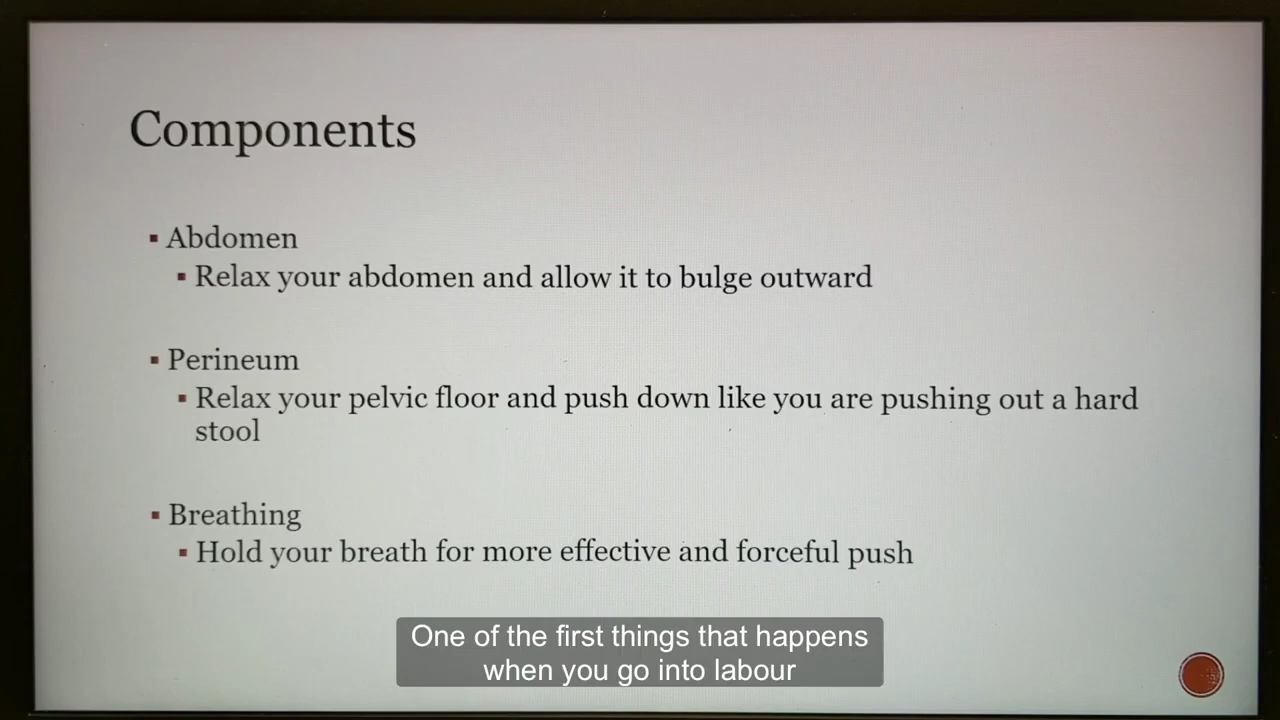 Components
▪ Abdomen
▪ Relax your abdomen and allow it to bulge outward
▪ Perineum
▪ Relax your pelvic floor and push down like you are pushing out a hard
stool
▪ Breathing
▪ Hold your breath for more effective and forceful push
One of the first things that happens
when you go into labour